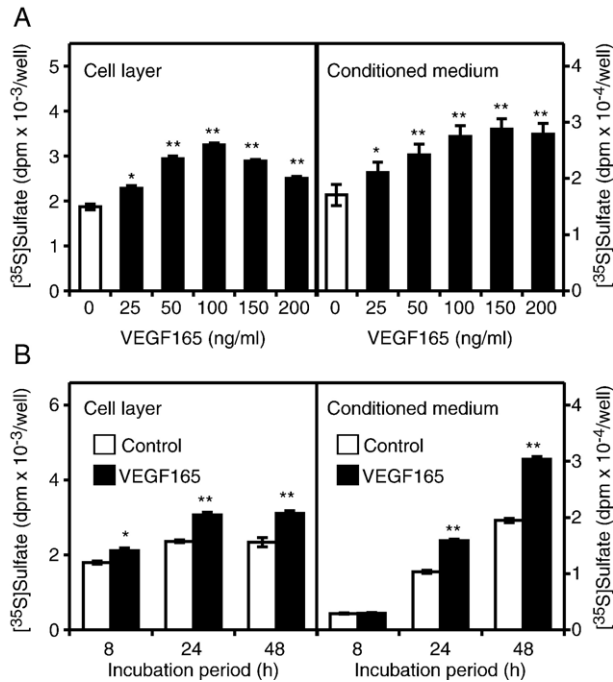 A
Cell layer
Conditioned medium
[³⁵S]Sulfate (dpm x 10⁻³/well)
5
4
3
2
1
0
* ** ** ** **
* ** ** ** **
4
3
2
1
0
[³⁵S]Sulfate (dpm x 10⁻⁴/well)
0 25 50 100 150 200
0 25 50 100 150 200
VEGF165 (ng/ml)
VEGF165 (ng/ml)
B
Cell layer
Conditioned medium
[³⁵S]Sulfate (dpm x 10⁻³/well)
6
4
2
0
Control
VEGF165
* ** **
Control
VEGF165
** **
4
3
2
1
0
[³⁵S]Sulfate (dpm x 10⁻⁴/well)
8 24 48
8 24 48
Incubation period (h)
Incubation period (h)